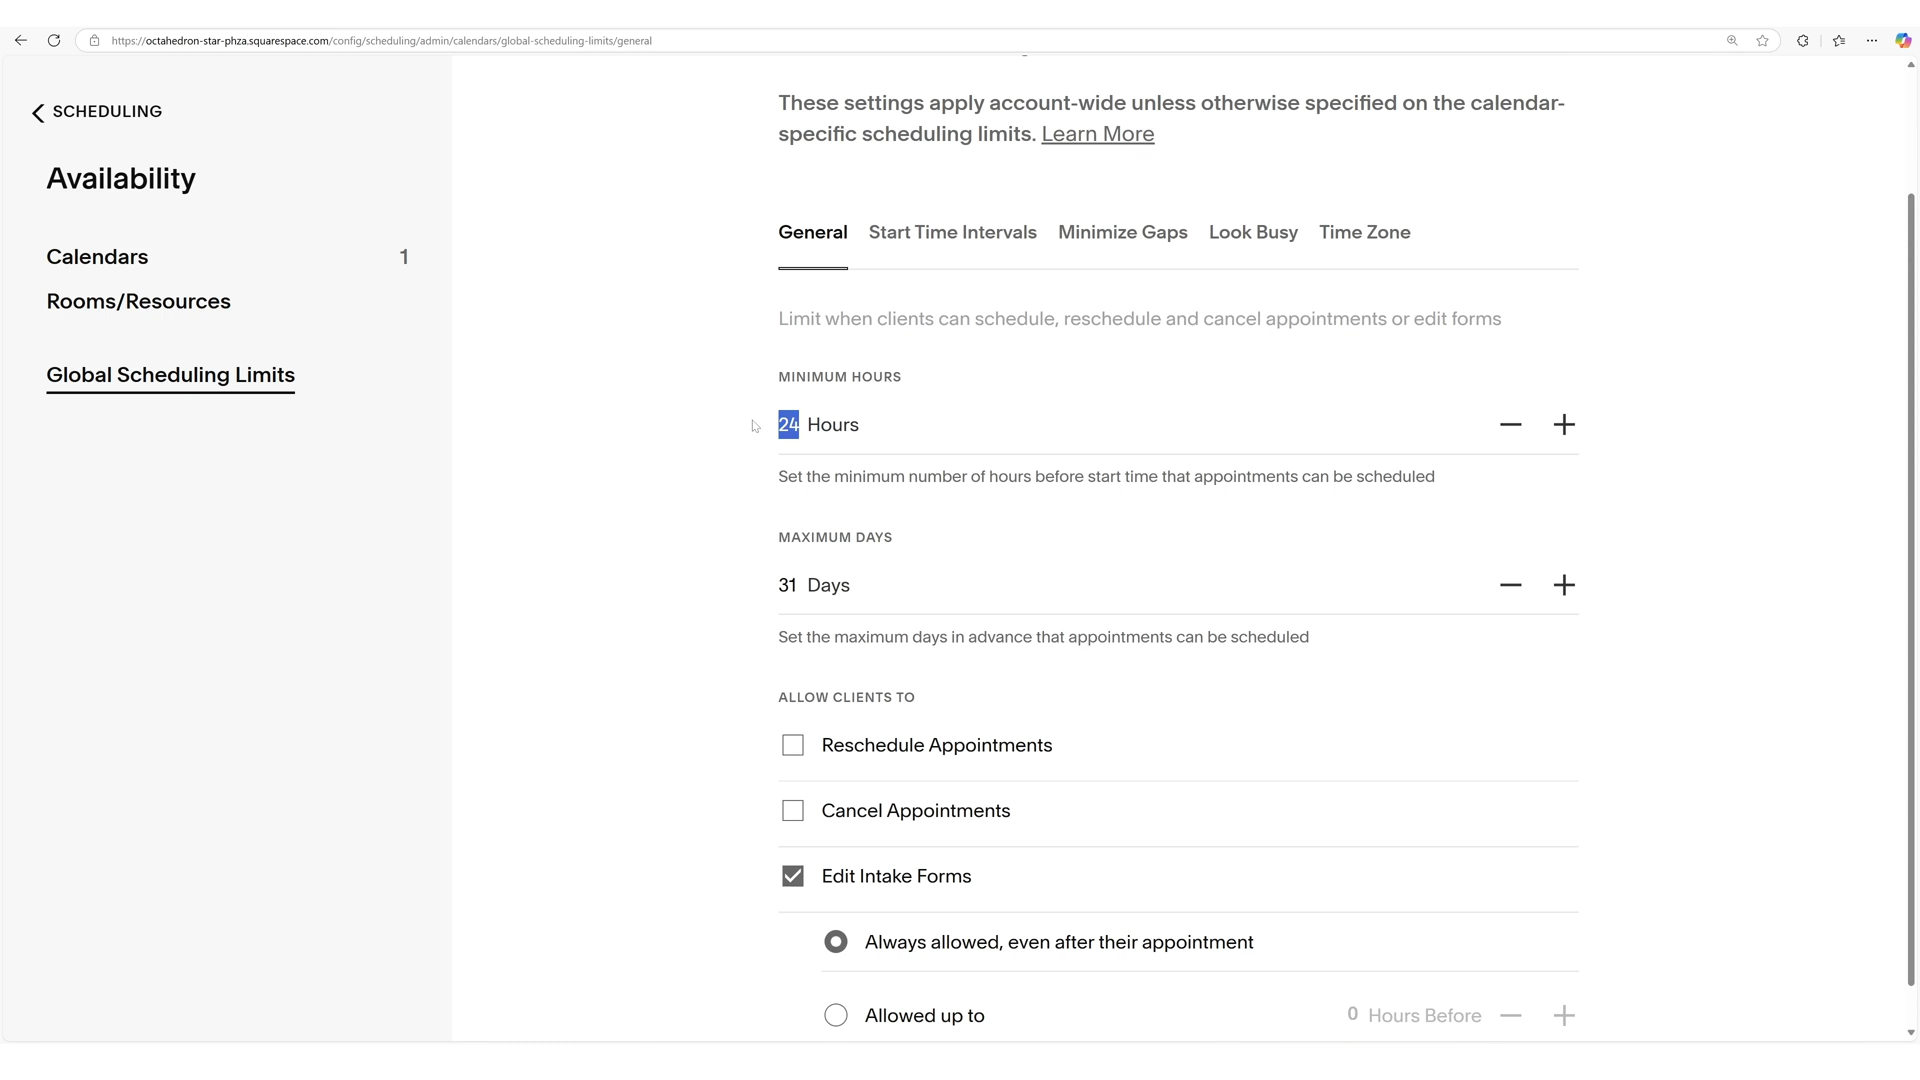 https://octahedron-star-phza.squarespace.com/config/scheduling/admin/calendars/global-scheduling-limits/general
SCHEDULING
Availability
Calendars 1
Rooms/Resources
Global Scheduling Limits
These settings apply account-wide unless otherwise specified on the calendar-
specific scheduling limits. Learn More
General Start Time Intervals Minimize Gaps Look Busy Time Zone
Limit when clients can schedule, reschedule and cancel appointments or edit forms
MINIMUM HOURS
24 Hours
Set the minimum number of hours before start time that appointments can be scheduled
MAXIMUM DAYS
31 Days
Set the maximum days in advance that appointments can be scheduled
ALLOW CLIENTS TO
Reschedule Appointments
Cancel Appointments
Edit Intake Forms
Always allowed, even after their appointment
Allowed up to 0 Hours Before